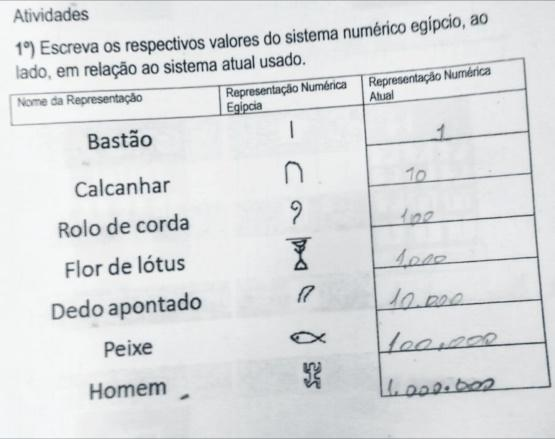 Atividades
1º) Escreva os respectivos valores do sistema numérico egípcio, ao
lado, em relação ao sistema atual usado.
Nome da Representação Representação Numérica Egípcia Representação Numérica Atual
Bastão 1
Calcanhar 10
Rolo de corda 100
Flor de lótus 1.000
Dedo apontado 10.000
Peixe 100.000
Homem 1.000.000